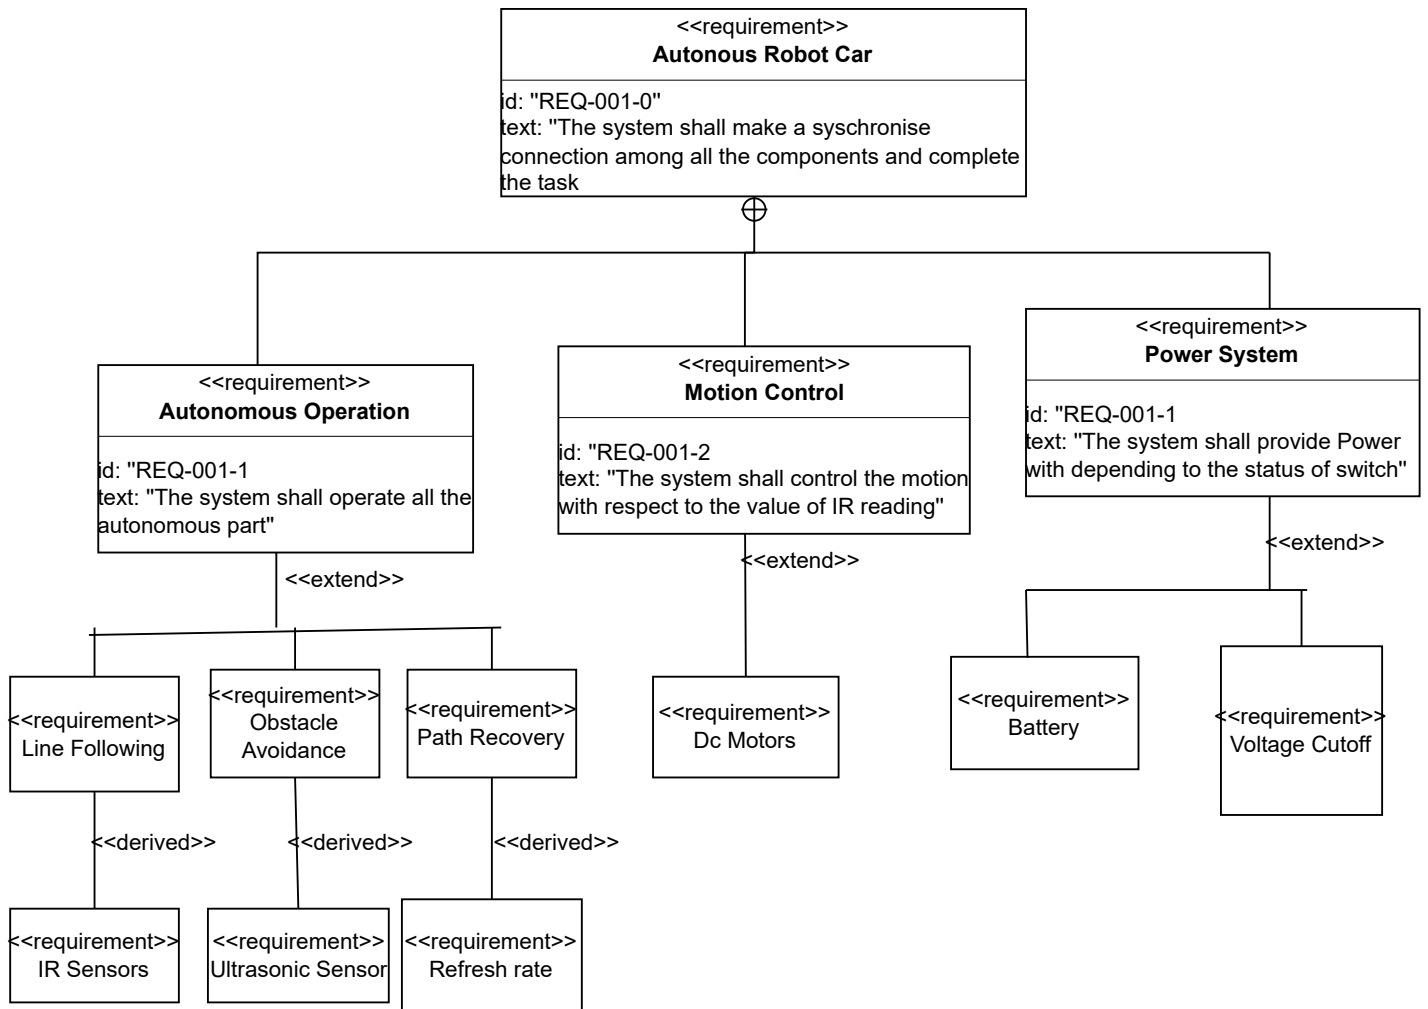 <<requirement>>
Autonous Robot Car
id: "REQ-001-0"
text: "The system shall make a syschronise
connection among all the components and complete
the task
<<requirement>>
Power System
id: "REQ-001-1
text: "The system shall provide Power
with depending to the status of switch"
<<requirement>>
Motion Control
id: "REQ-001-2
text: "The system shall control the motion
with respect to the value of IR reading"
<<requirement>>
Autonomous Operation
id: "REQ-001-1
text: "The system shall operate all the
autonomous part"
<<extend>>
<<extend>>
<<extend>>
<<requirement>>
Line Following
<<requirement>>
Obstacle
Avoidance
<<requirement>>
Path Recovery
<<requirement>>
Dc Motors
<<requirement>>
Battery
<<requirement>>
Voltage Cutoff
<<derived>>
<<derived>>
<<derived>>
<<requirement>>
IR Sensors
<<requirement>>
Ultrasonic Sensor
<<requirement>>
Refresh rate